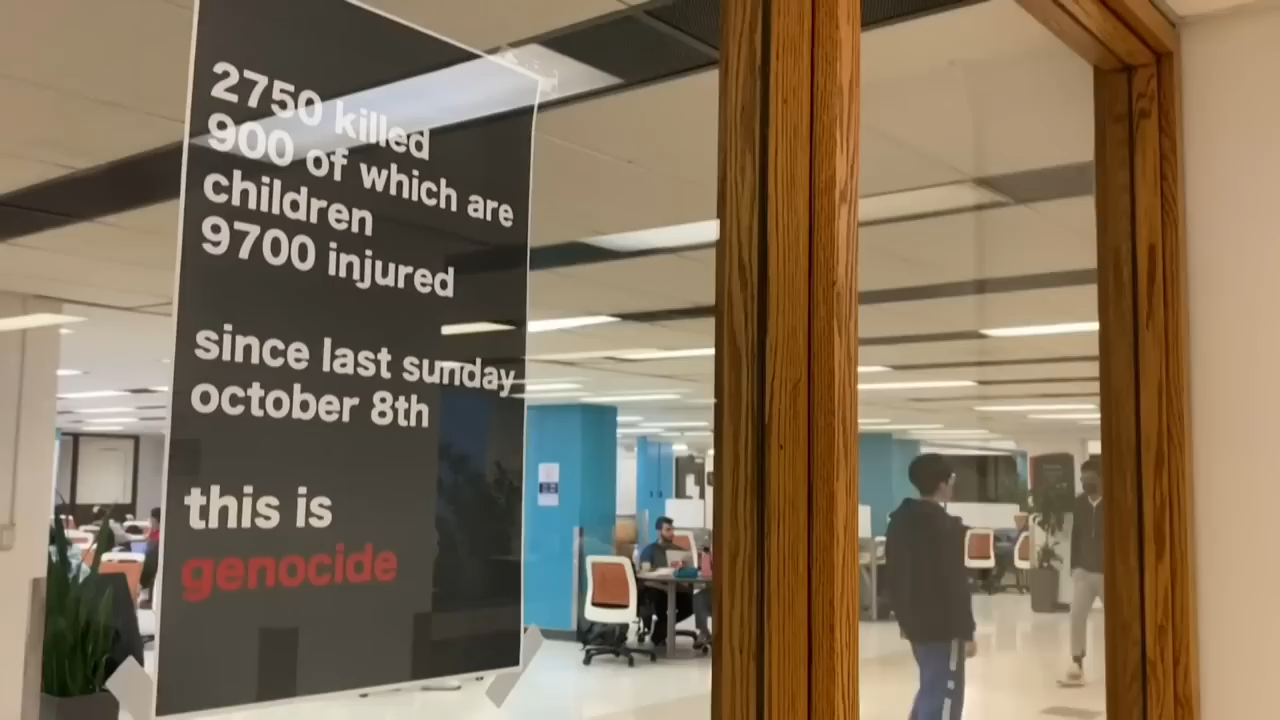 2750 killed
900 of which are
children
9700 injured
since last sunday
october 8th
this is
genocide